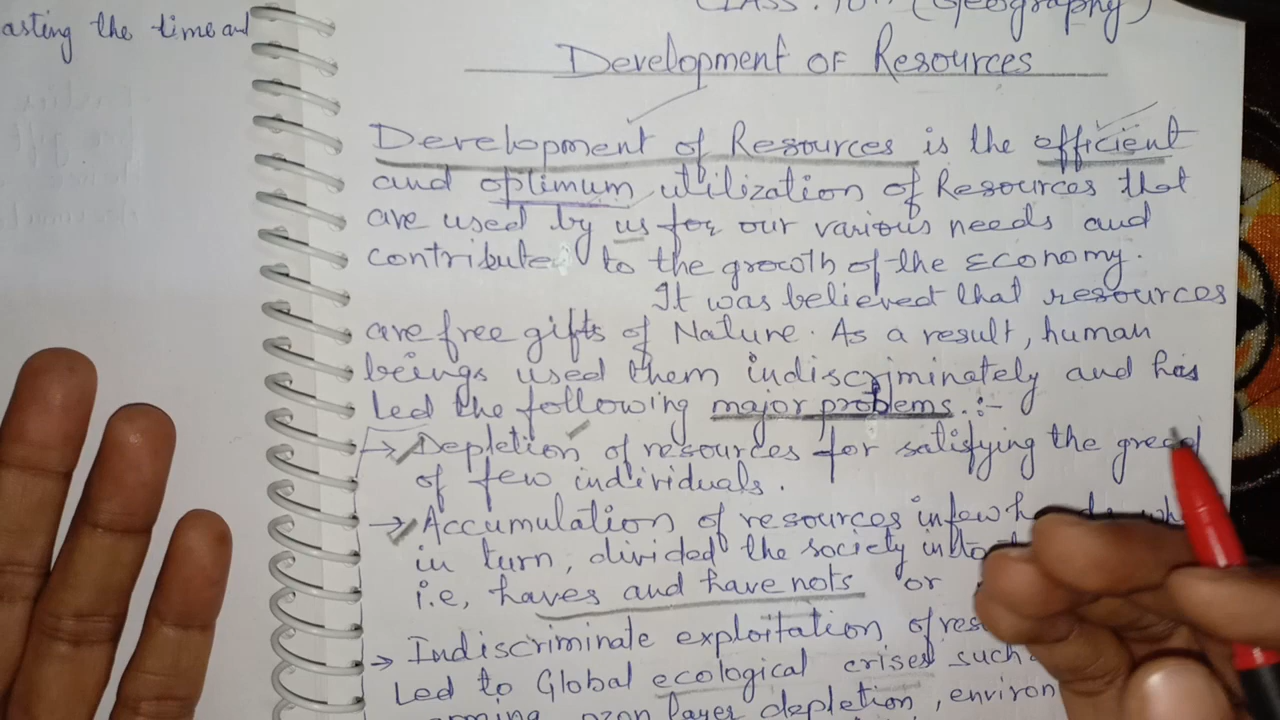 asting the time and
CLASS. 10th (Geography)
Development OF Resources
Development of Resources is the efficient
and optimum utilization of Resources that
are used by us for our various needs and
contribute to the growth of the Economy.
It was believed that resources
are free gifts of Nature. As a result, human
beings used them indiscriminately and has
Led the following major problems :-
→ Depletion of resources for satisfying the greed
of few individuals.
→ Accumulation of resources in few
in turn, divided the society into
i.e, haves and have nots or
→ Indiscriminate exploitation of
Led to Global ecological crises such
ozon layer depletion,